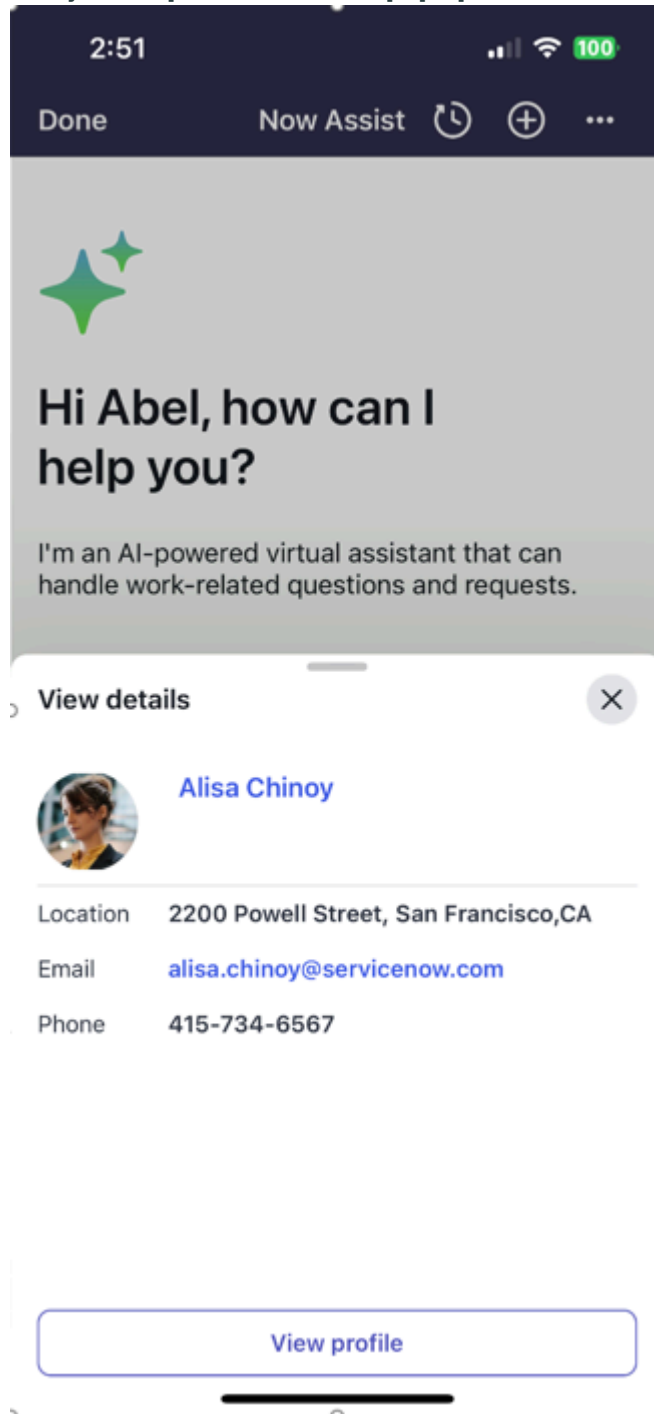 2:51
100
Done
Now Assist
Hi Abel, how can I
help you?
I'm an AI-powered virtual assistant that can
handle work-related questions and requests.
View details
Alisa Chinoy
Location 2200 Powell Street, San Francisco,CA
Email alisa.chinoy@servicenow.com
Phone 415-734-6567
View profile